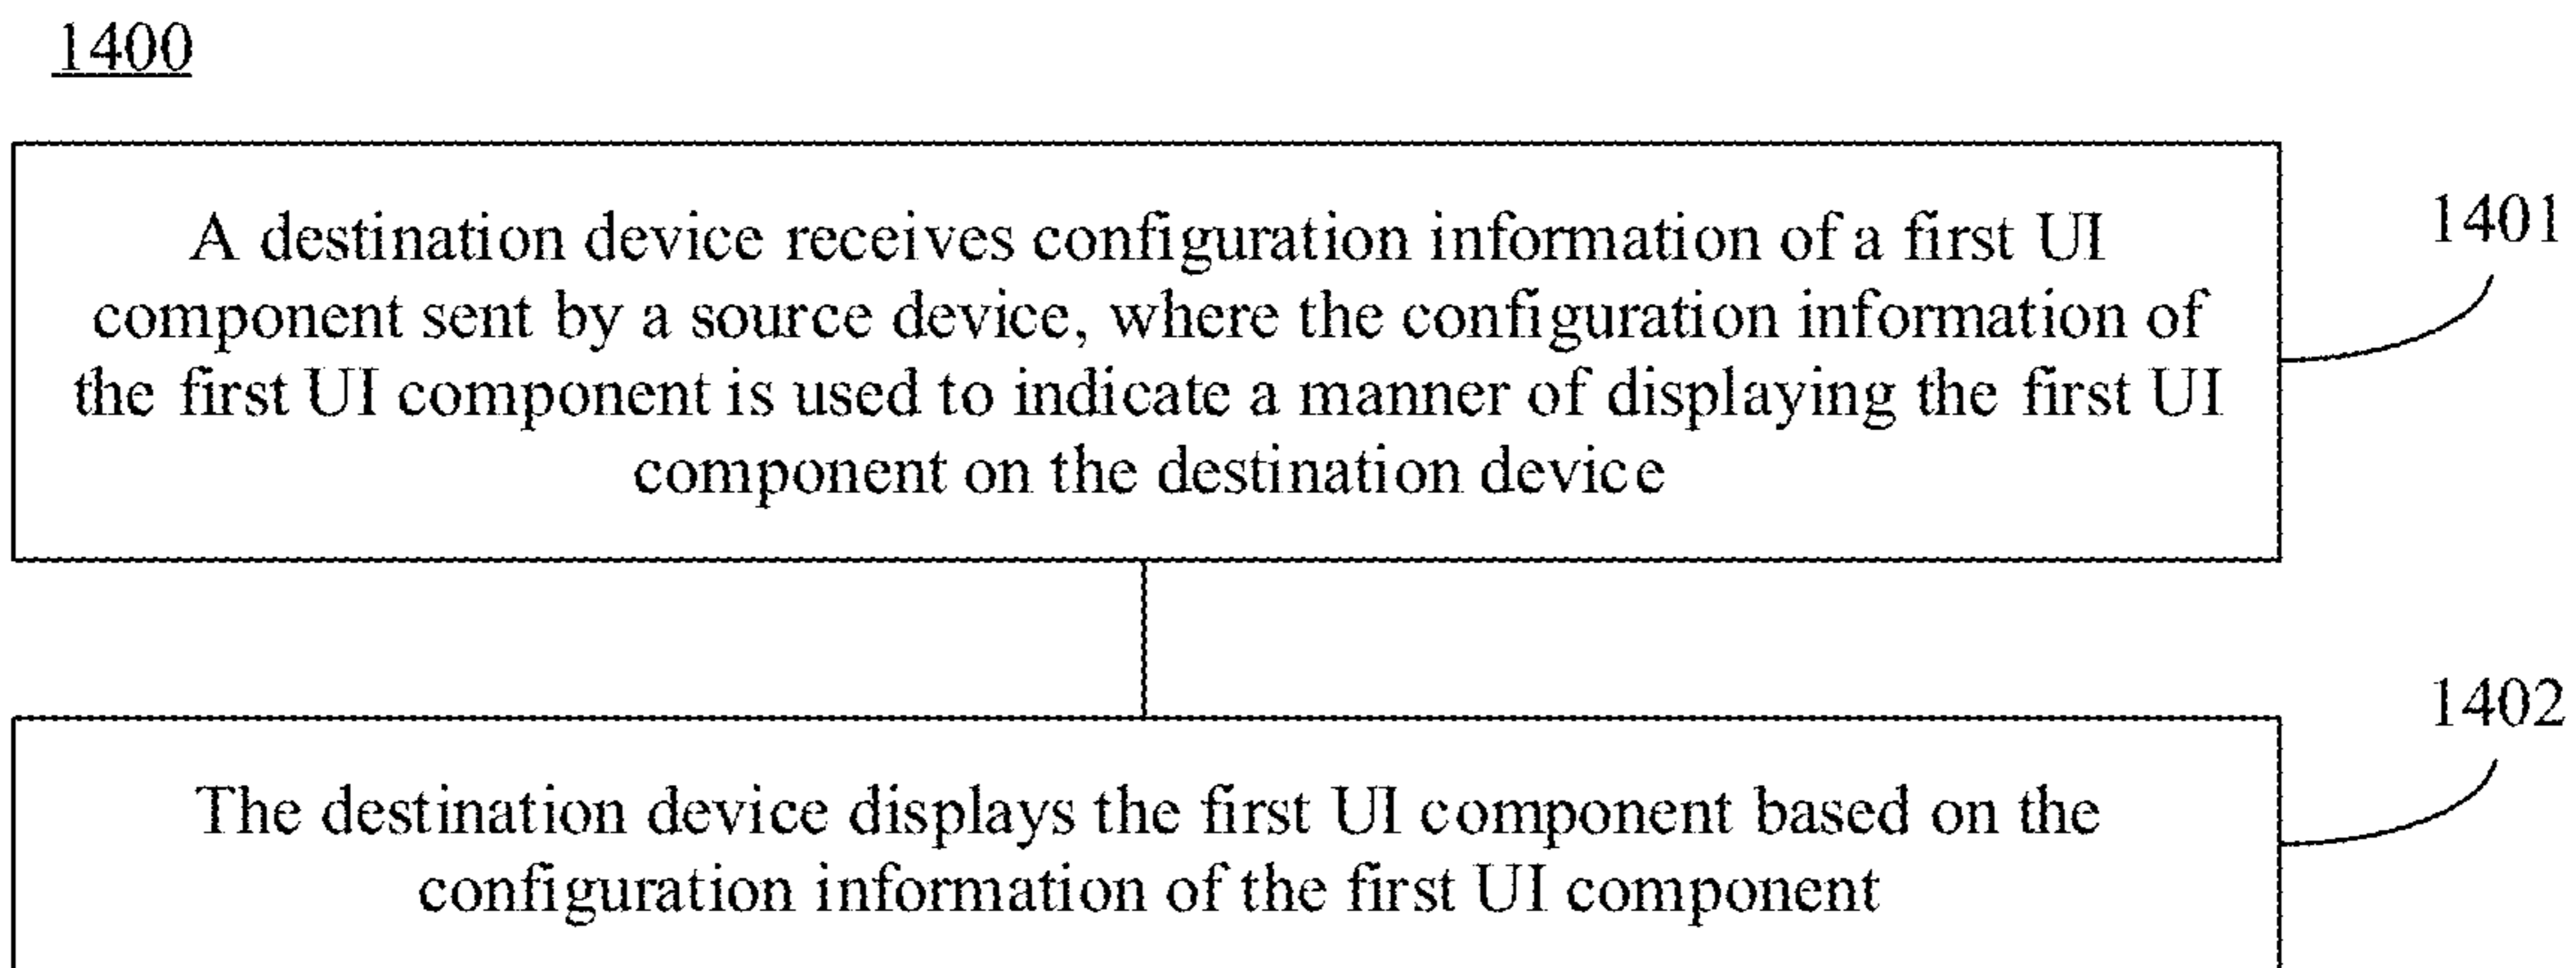 1400
A destination device receives configuration information of a first UI
component sent by a source device, where the configuration information of
the first UI component is used to indicate a manner of displaying the first UI
component on the destination device
1401
The destination device displays the first UI component based on the
configuration information of the first UI component
1402